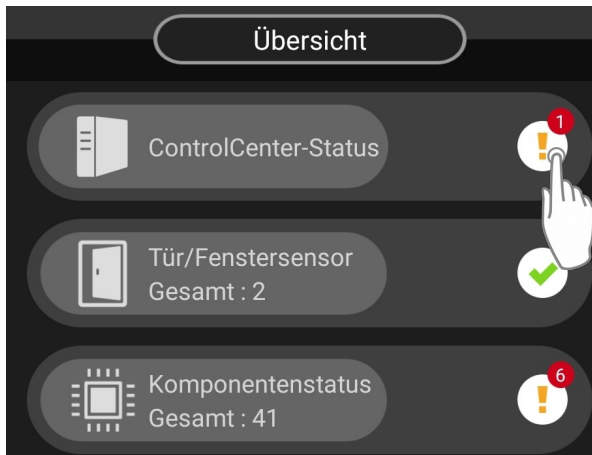 Übersicht
ControlCenter-Status
1
Tür/Fenstersensor
Gesamt : 2
Komponentenstatus
6
Gesamt : 41